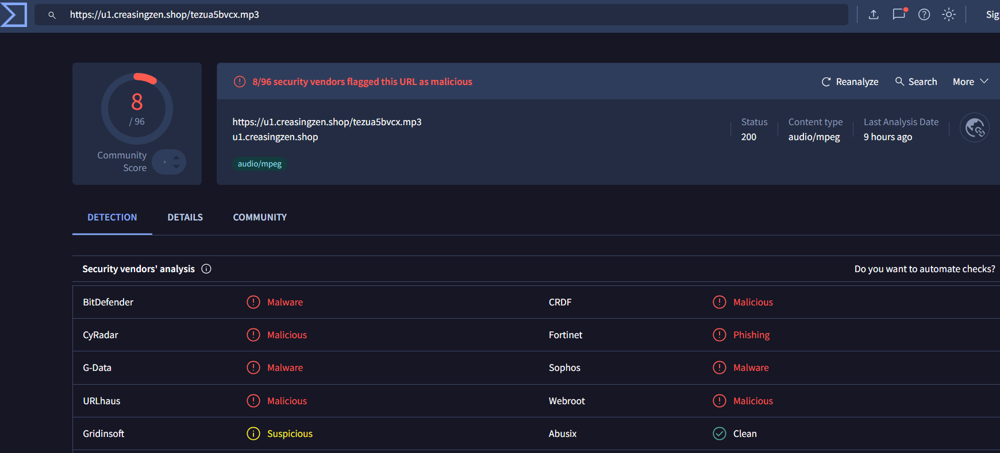 https://u1.creasingzen.shop/tezua5bvcx.mp3
Sig
8
/ 96
Community
Score
8/96 security vendors flagged this URL as malicious
Reanalyze
Search
More
https://u1.creasingzen.shop/tezua5bvcx.mp3
u1.creasingzen.shop
audio/mpeg
Status
200
Content type
audio/mpeg
Last Analysis Date
9 hours ago
DETECTION
DETAILS
COMMUNITY
Security vendors' analysis
Do you want to automate checks?
BitDefender
Malware
CRDF
Malicious
CyRadar
Malicious
Fortinet
Phishing
G-Data
Malware
Sophos
Malware
URLhaus
Malicious
Webroot
Malicious
Gridinsoft
Suspicious
Abusix
Clean